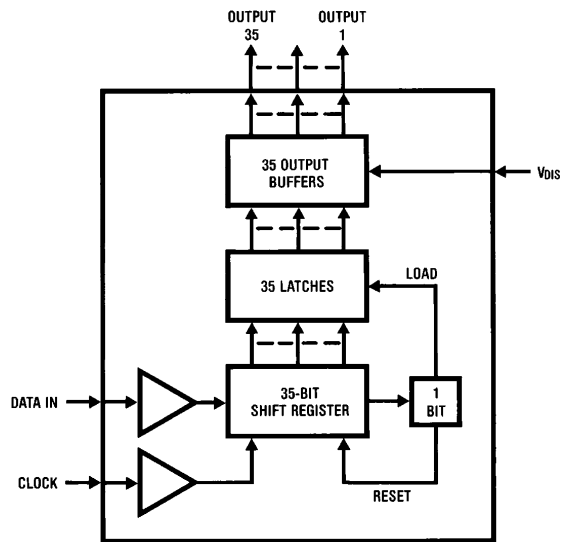 OUTPUT 35
OUTPUT 1
35 OUTPUT
BUFFERS
VDIS
35 LATCHES
LOAD
DATA IN
35-BIT
SHIFT REGISTER
1
BIT
CLOCK
RESET